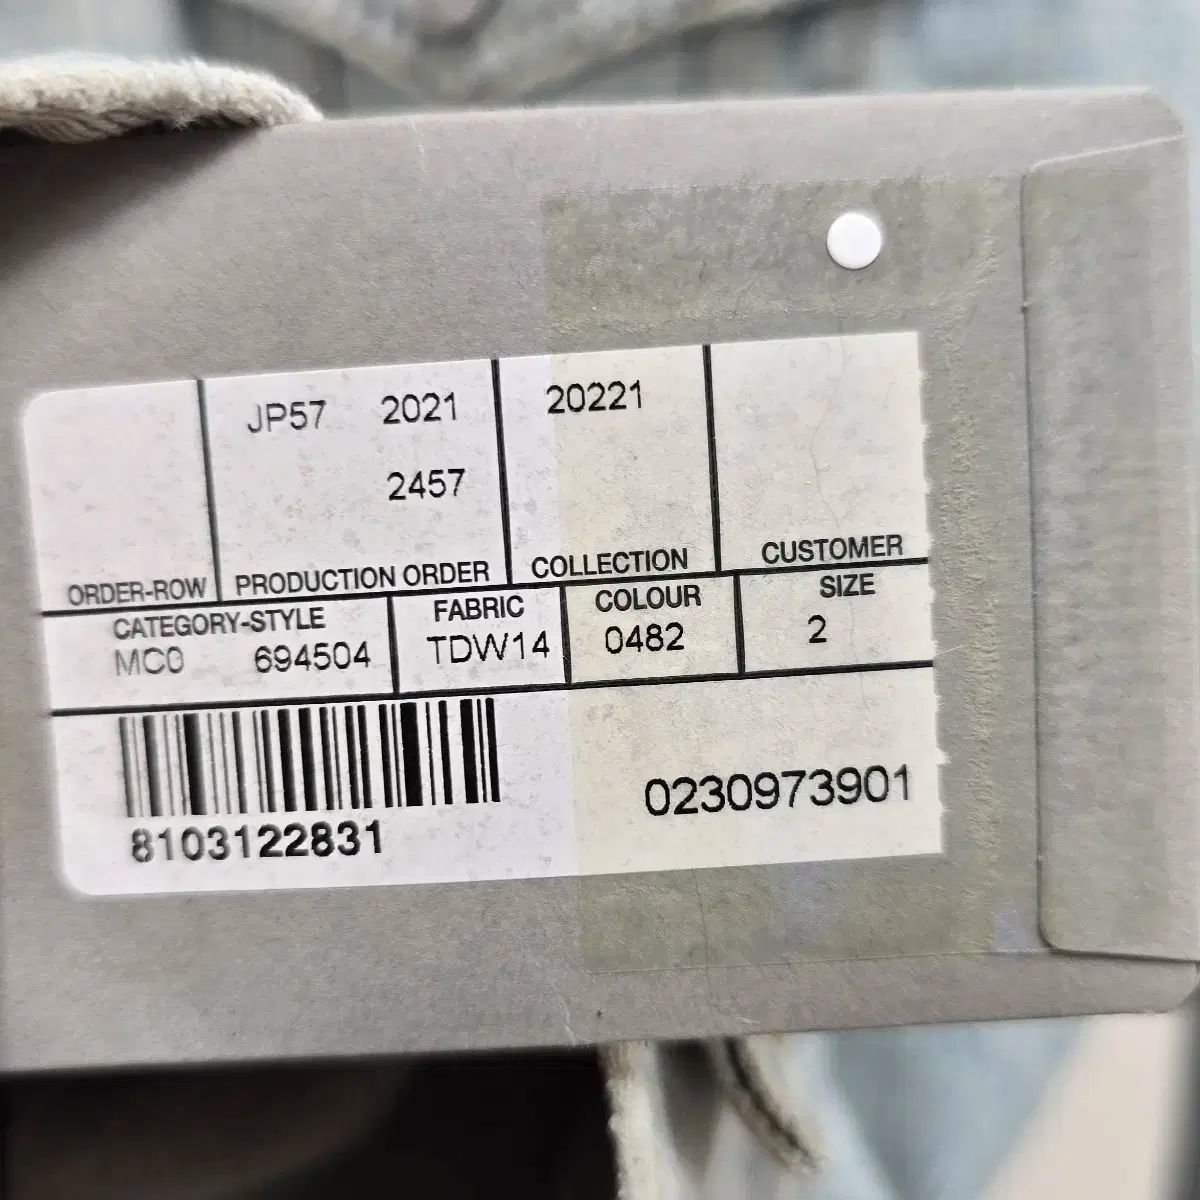 JP57 2021 20221
2457
ORDER-ROW PRODUCTION ORDER COLLECTION CUSTOMER
CATEGORY-STYLE FABRIC COLOUR SIZE
MC0 694504 TDW14 0482 2
8103122831 0230973901